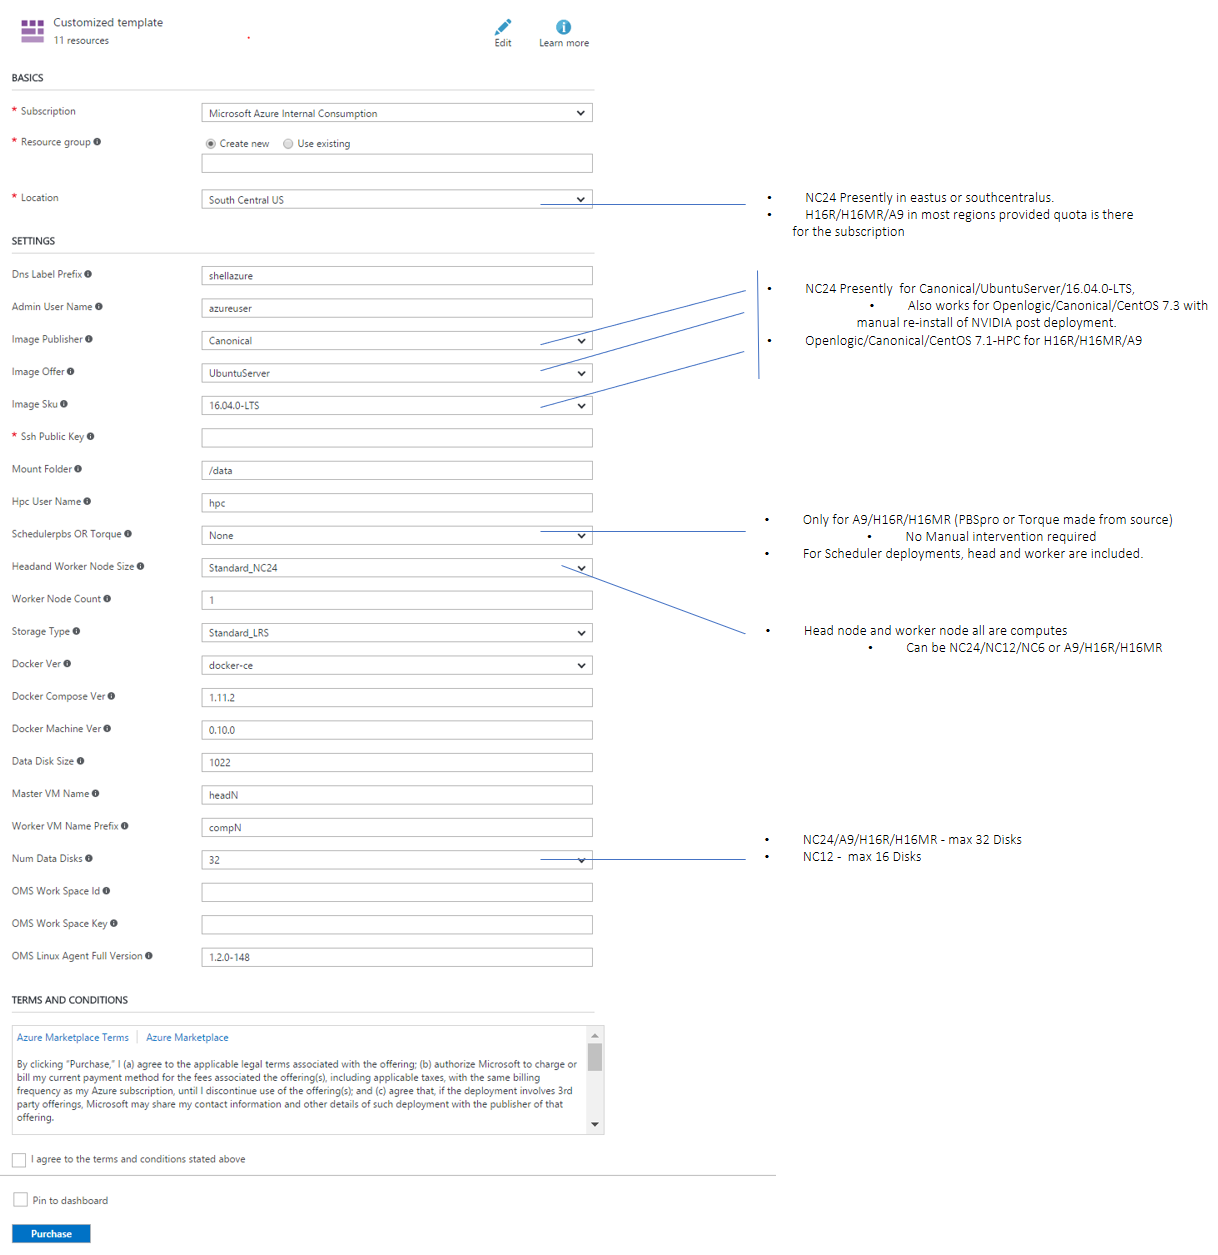 Customized template
11 resources
Edit
Learn more
BASICS
* Subscription
Microsoft Azure Internal Consumption
* Resource group
Create new
Use existing
* Location
South Central US
• NC24 Presently in eastus or southcentralus.
• H16R/H16MR/A9 in most regions provided quota is there
for the subscription
SETTINGS
Dns Label Prefix
shellazure
Admin User Name
azureuser
Image Publisher
Canonical
Image Offer
UbuntuServer
Image Sku
16.04.0-LTS
• NC24 Presently for Canonical/UbuntuServer/16.04.0-LTS,
• Also works for Openlogic/Canonical/CentOS 7.3 with
manual re-install of NVIDIA post deployment.
• Openlogic/Canonical/CentOS 7.1-HPC for H16R/H16MR/A9
* Ssh Public Key
Mount Folder
/data
Hpc User Name
hpc
Schedulerpbs OR Torque
None
• Only for A9/H16R/H16MR (PBSpro or Torque made from source)
• No Manual intervention required
• For Scheduler deployments, head and worker are included.
Headand Worker Node Size
Standard_NC24
Worker Node Count
1
Storage Type
Standard_LRS
• Head node and worker node all are computes
• Can be NC24/NC12/NC6 or A9/H16R/H16MR
Docker Ver
docker-ce
Docker Compose Ver
1.11.2
Docker Machine Ver
0.10.0
Data Disk Size
1022
Master VM Name
headN
Worker VM Name Prefix
compN
Num Data Disks
32
• NC24/A9/H16R/H16MR - max 32 Disks
• NC12 - max 16 Disks
OMS Work Space Id
OMS Work Space Key
OMS Linux Agent Full Version
1.2.0-148
TERMS AND CONDITIONS
Azure Marketplace Terms | Azure Marketplace
By clicking "Purchase," I (a) agree to the applicable legal terms associated with the offering; (b) authorize Microsoft to charge or
bill my current payment method for the fees associated the offering(s), including applicable taxes, with the same billing
frequency as my Azure subscription, until I discontinue use of the offering(s); and (c) agree that, if the deployment involves 3rd
party offerings, Microsoft may share my contact information and other details of such deployment with the publisher of that
offering.
I agree to the terms and conditions stated above
Pin to dashboard
Purchase